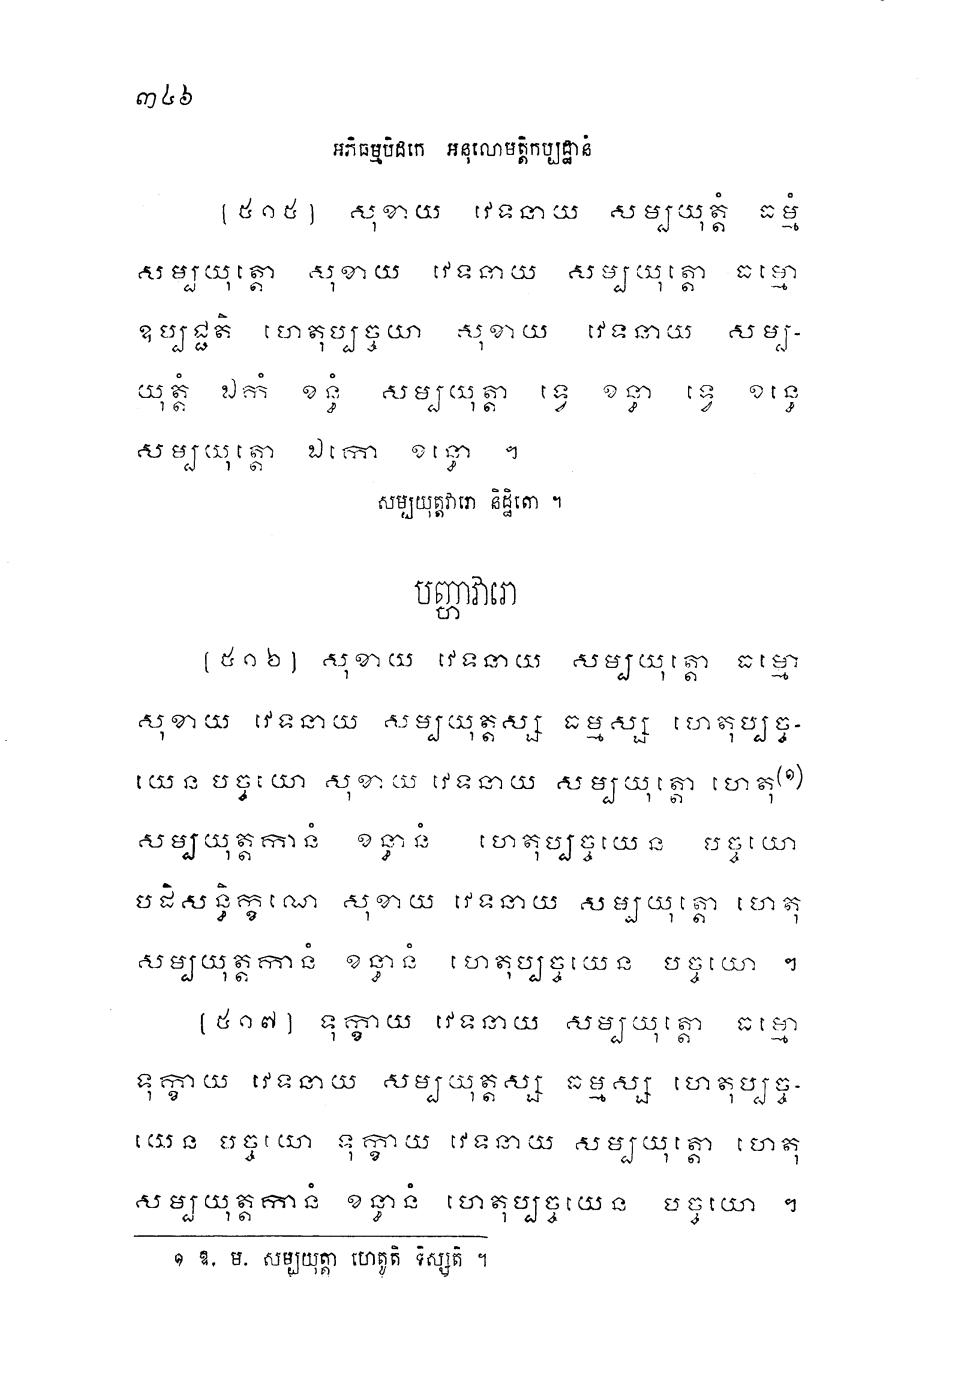 ៣៤៦
អភិធម្មបិដកេ អនុលោមត្តិកប្បដ្ឋានំ
[៥១៥] សុខាយ វេទនាយ សម្បយុត្តំ ធម្មំ
សម្បយុត្តោ សុខាយ វេទនាយ សម្បយុត្តោ ធម្មោ
ឧប្បជ្ជតិ ហេតុប្បច្ចយា សុខាយ វេទនាយ សម្ប-
យុត្តំ ឯកំ ខន្ធំ សម្បយុត្តា ទ្វេ ខន្ធា ទ្វេ ខន្ធេ
សម្បយុត្តោ ឯកោ ខន្ធោ ។
សម្បយុត្តវារោ និដ្ឋិតោ ។
បញ្ហាវារោ
[៥១៦] សុខាយ វេទនាយ សម្បយុត្តោ ធម្មោ
សុខាយ វេទនាយ សម្បយុត្តស្ស ធម្មស្ស ហេតុប្បច្ច-
យេន បច្ចយោ សុខាយ វេទនាយ សម្បយុត្តោ ហេតុ(១)
សម្បយុត្តកានំ ខន្ធានំ ហេតុប្បច្ចយេន បច្ចយោ
បដិសន្ធិក្ខណេ សុខាយ វេទនាយ សម្បយុត្តោ ហេតុ
សម្បយុត្តកានំ ខន្ធានំ ហេតុប្បច្ចយេន បច្ចយោ ។
[៥១៧] ទុក្ខាយ វេទនាយ សម្បយុត្តោ ធម្មោ
ទុក្ខាយ វេទនាយ សម្បយុត្តស្ស ធម្មស្ស ហេតុប្បច្ច-
យេន បច្ចយោ ទុក្ខាយ វេទនាយ សម្បយុត្តោ ហេតុ
សម្បយុត្តកានំ ខន្ធានំ ហេតុប្បច្ចយេន បច្ចយោ ។
១ ឱ. ម. សម្បយុត្តា ហេតូតិ ទិស្សតិ ។